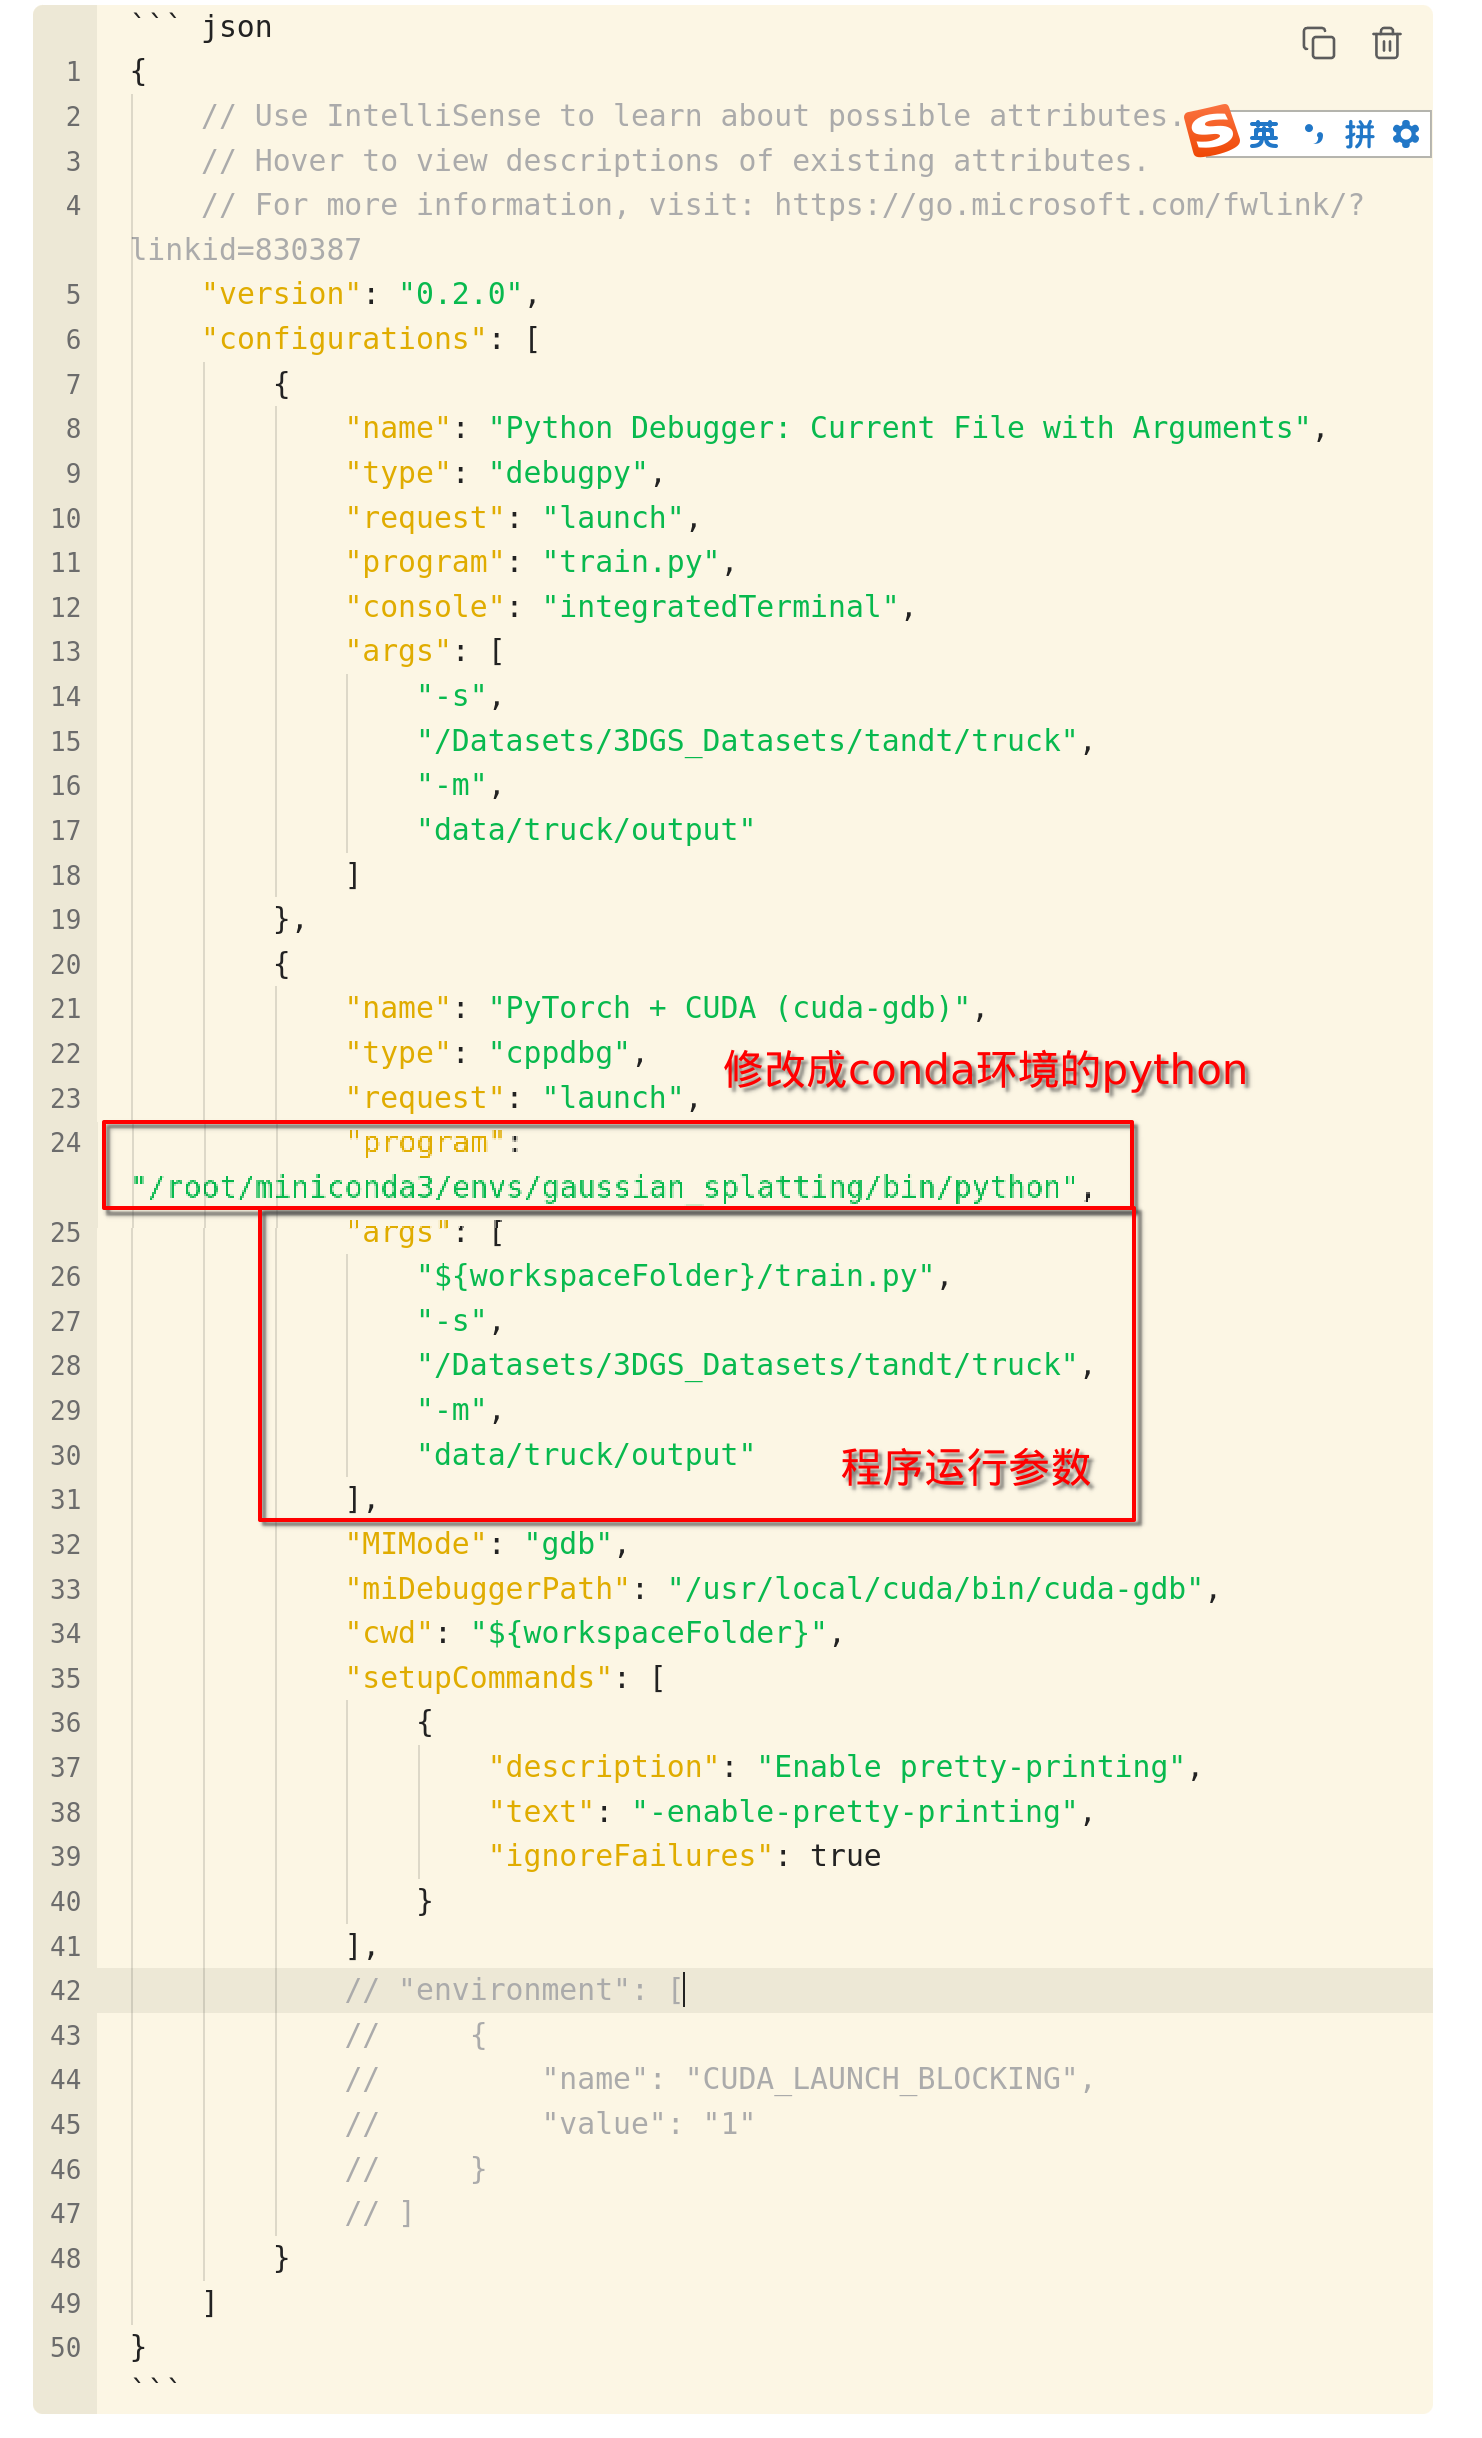 ``` json
1 {
2     // Use IntelliSense to learn about possible attributes.
英 •, 拼
3     // Hover to view descriptions of existing attributes.
4     // For more information, visit: https://go.microsoft.com/fwlink/?
linkid=830387
5     "version": "0.2.0",
6     "configurations": [
7         {
8             "name": "Python Debugger: Current File with Arguments",
9             "type": "debugpy",
10             "request": "launch",
11             "program": "train.py",
12             "console": "integratedTerminal",
13             "args": [
14                 "-s",
15                 "/Datasets/3DGS_Datasets/tandt/truck",
16                 "-m",
17                 "data/truck/output"
18             ]
19         },
20         {
21             "name": "PyTorch + CUDA (cuda-gdb)",
22             "type": "cppdbg",
修改成conda环境的python
23             "request": "launch",
24             "program":
"/root/miniconda3/envs/gaussian_splatting/bin/python",
25             "args": [
26                 "${workspaceFolder}/train.py",
27                 "-s",
28                 "/Datasets/3DGS_Datasets/tandt/truck",
29                 "-m",
30                 "data/truck/output"
程序运行参数
31             ],
32             "MIMode": "gdb",
33             "miDebuggerPath": "/usr/local/cuda/bin/cuda-gdb",
34             "cwd": "${workspaceFolder}",
35             "setupCommands": [
36                 {
37                     "description": "Enable pretty-printing",
38                     "text": "-enable-pretty-printing",
39                     "ignoreFailures": true
40                 }
41             ],
42             // "environment": [
43             //     {
44             //         "name": "CUDA_LAUNCH_BLOCKING",
45             //         "value": "1"
46             //     }
47             // ]
48         }
49     ]
50 }
```